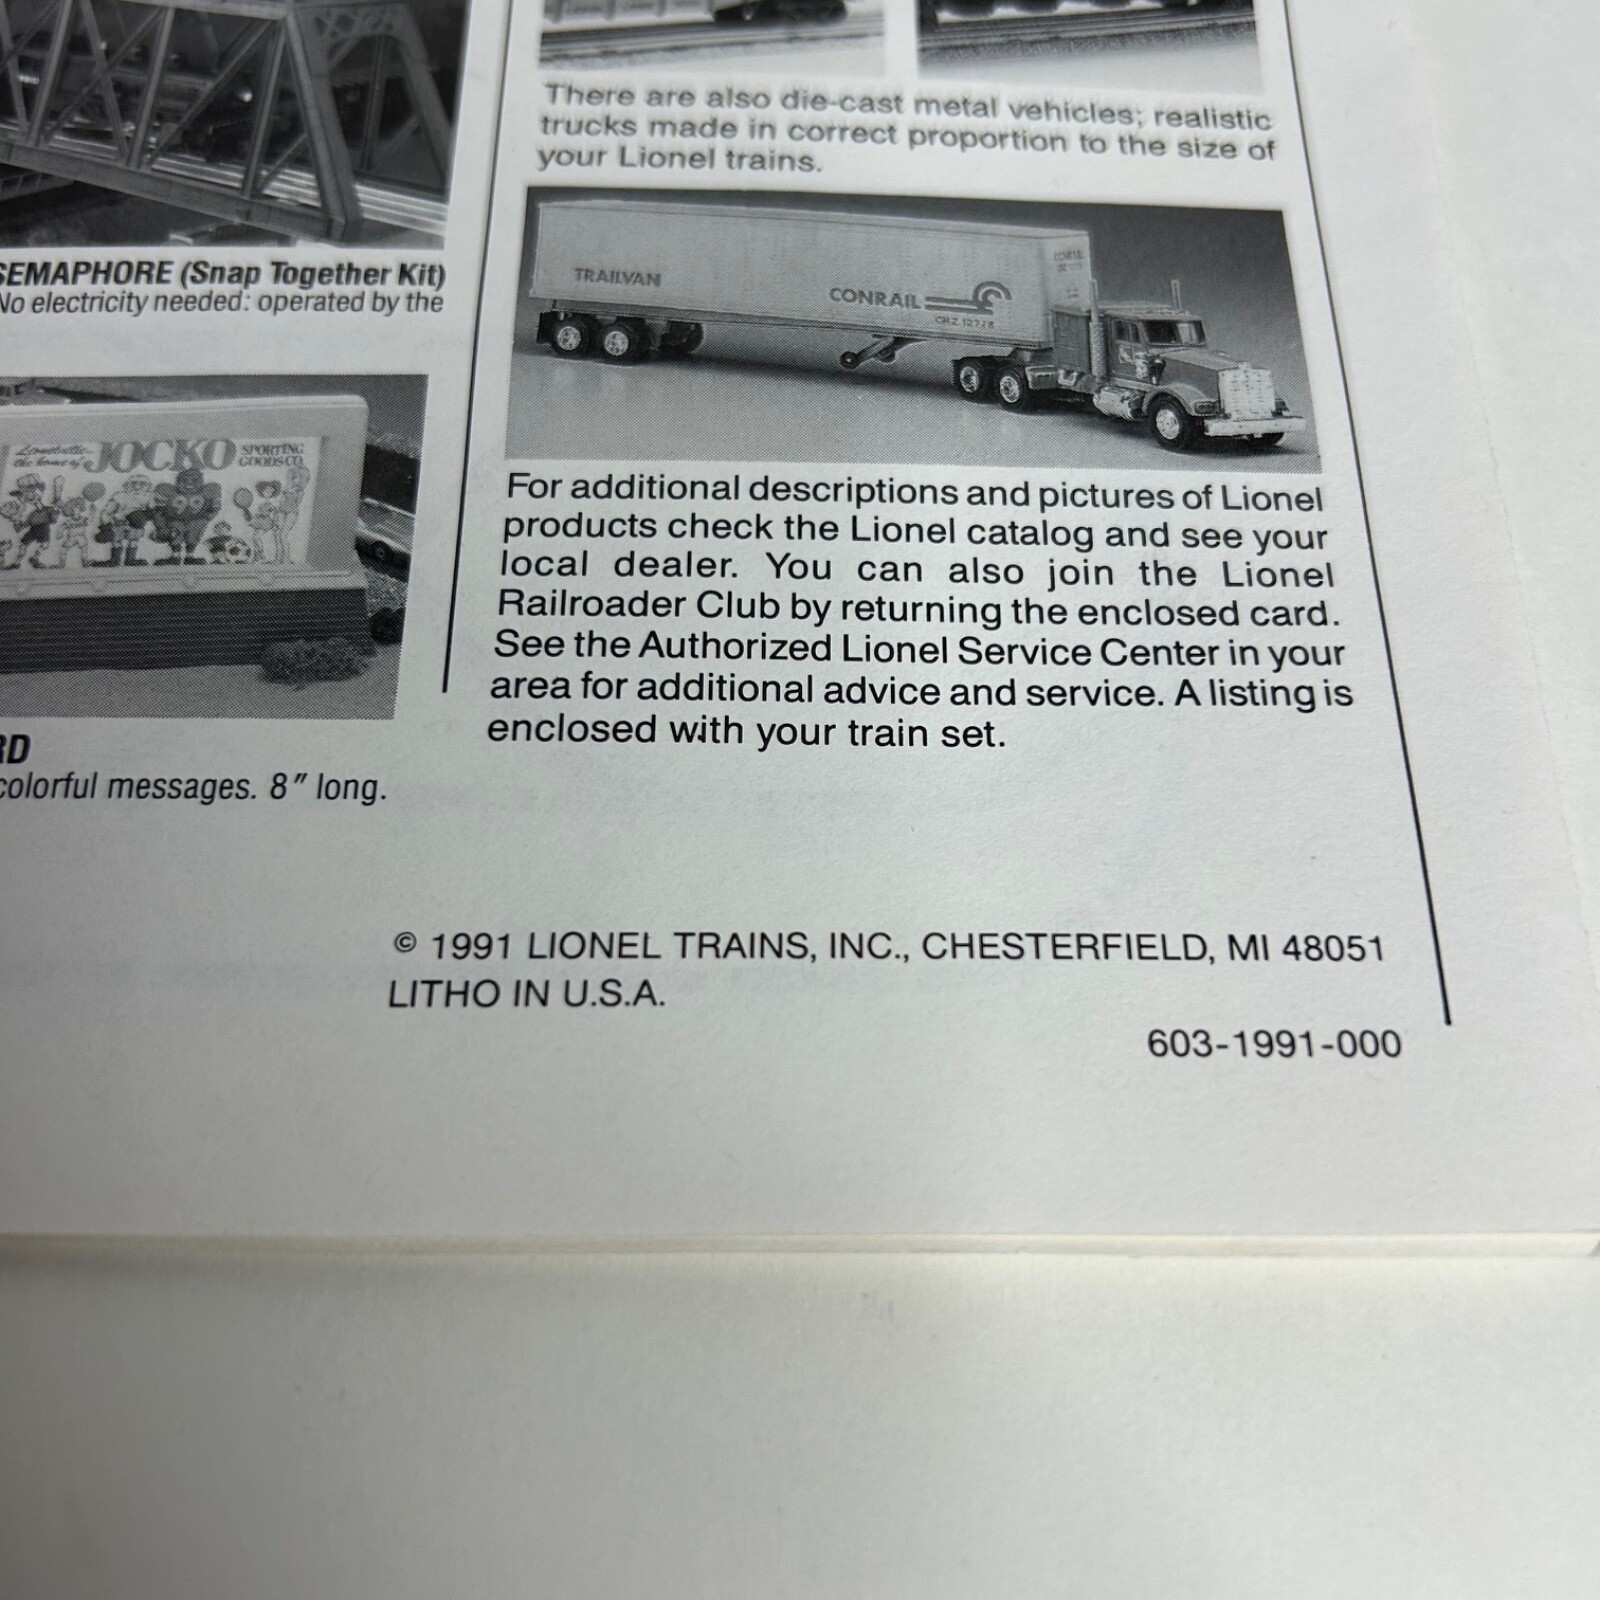 SEMAPHORE (Snap Together Kit)
No electricity needed: operated by the
JOCKO SPORTING
GOODS CO
RD
colorful messages. 8" long.
There are also die-cast metal vehicles; realistic
trucks made in correct proportion to the size of
your Lionel trains.
TRAILVAN
CONRAIL
For additional descriptions and pictures of Lionel
products check the Lionel catalog and see your
local dealer. You can also join the Lionel
Railroader Club by returning the enclosed card.
See the Authorized Lionel Service Center in your
area for additional advice and service. A listing is
enclosed with your train set.
© 1991 LIONEL TRAINS, INC., CHESTERFIELD, MI 48051
LITHO IN U.S.A.
603-1991-000